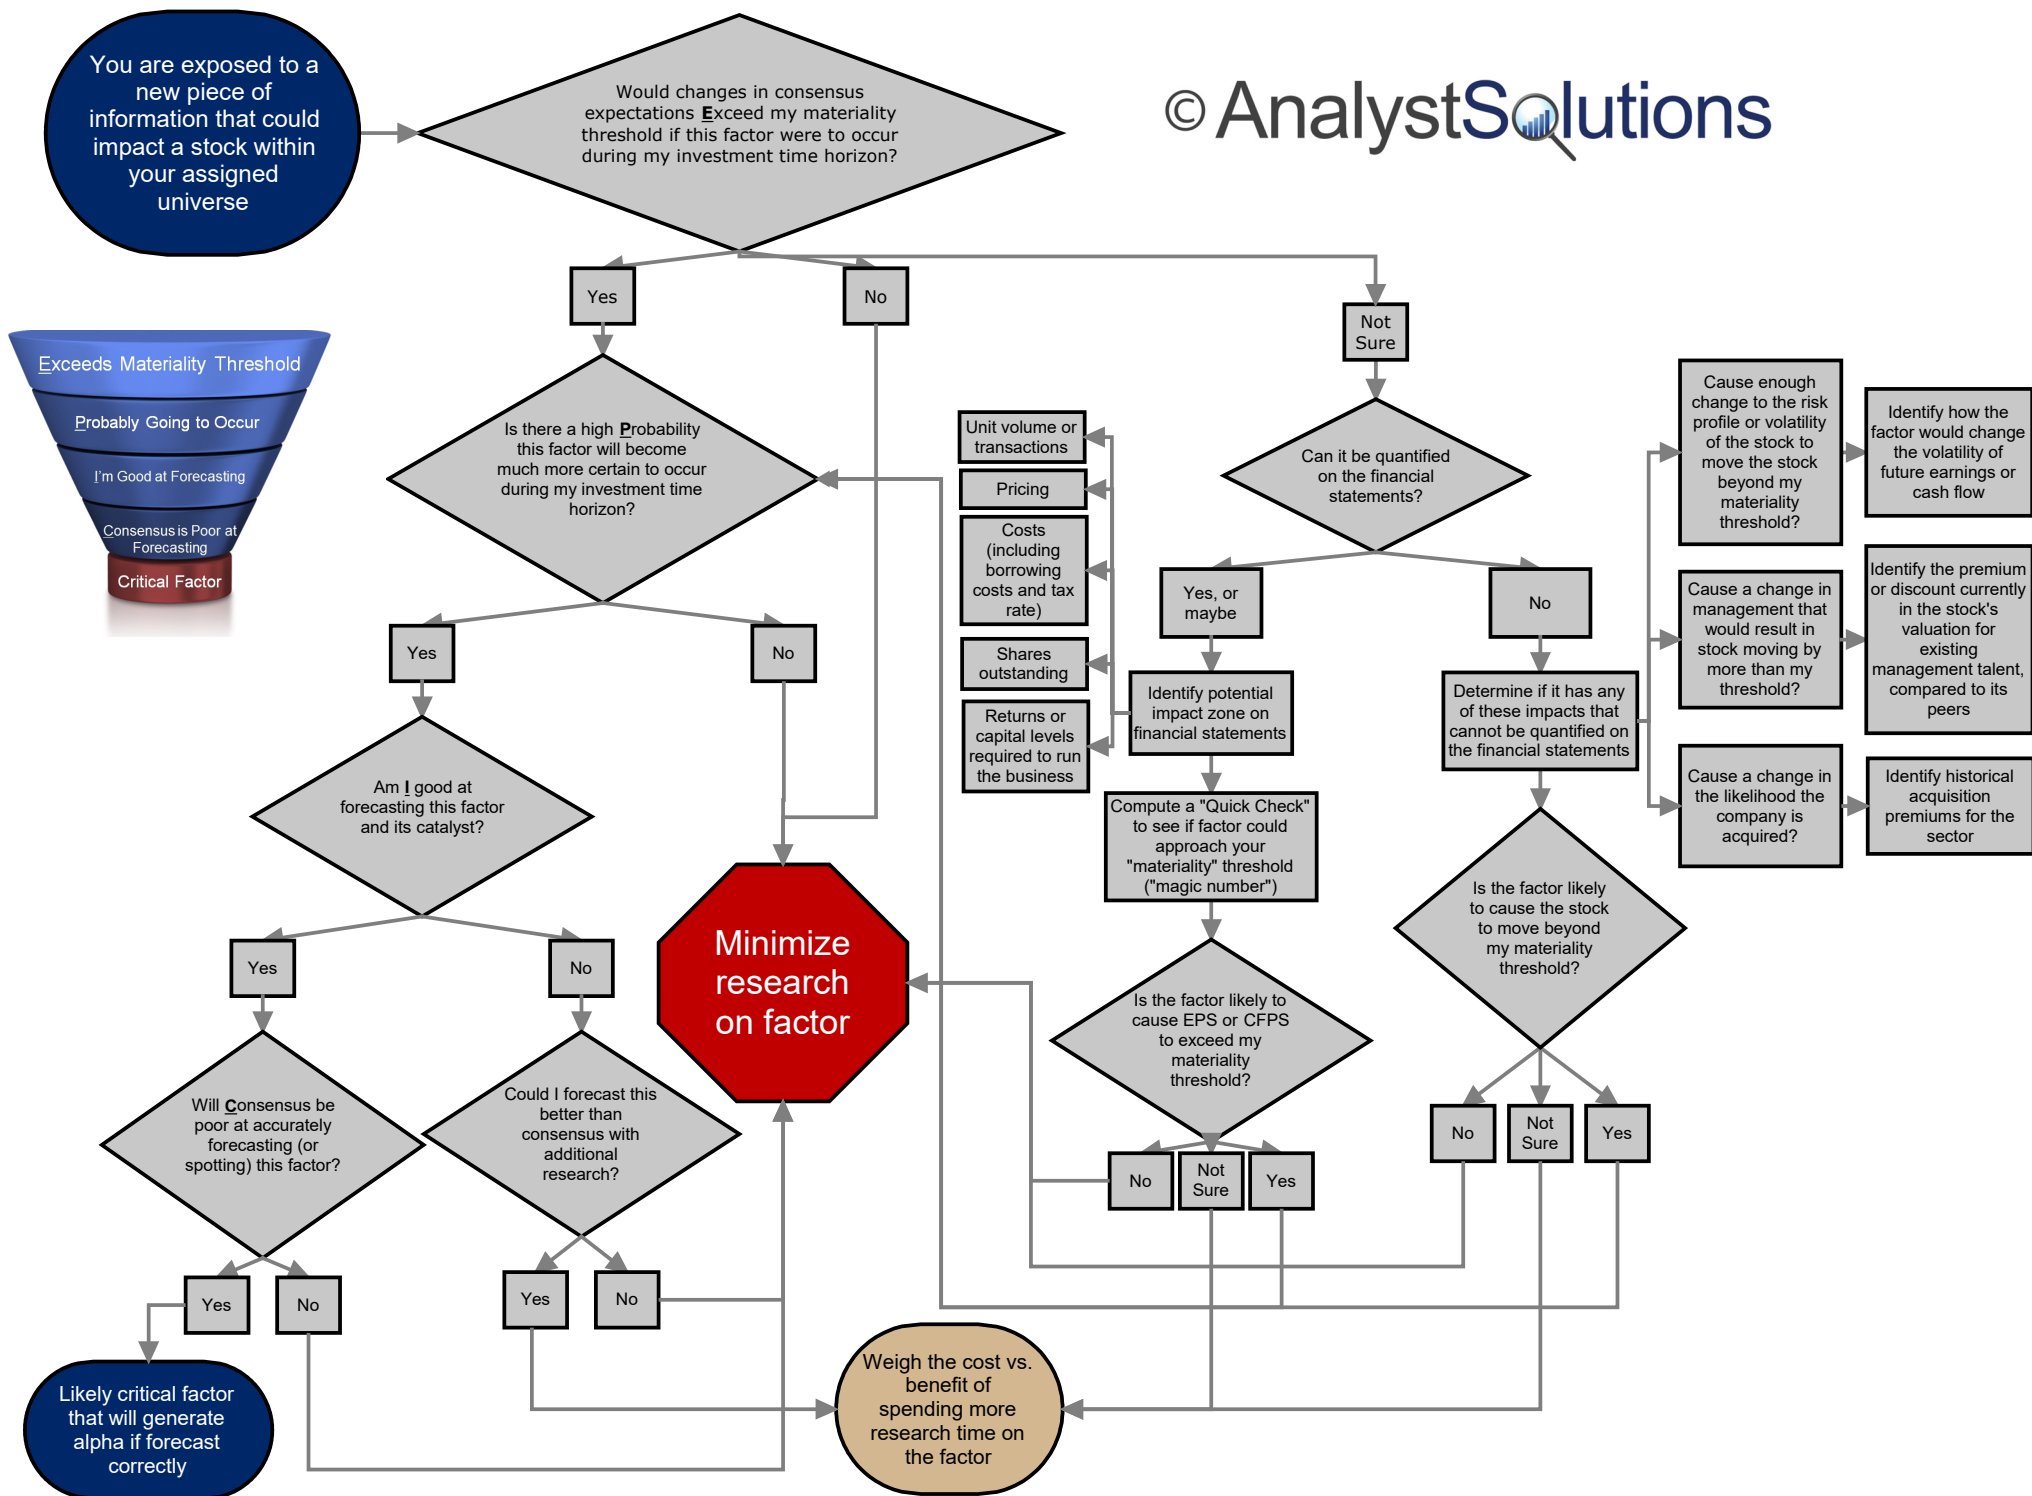 You are exposed to a
new piece of
information that could
impact a stock within
your assigned
universe
Would changes in consensus
expectations Exceed my materiality
threshold if this factor were to occur
during my investment time horizon?
© AnalystSolutions
Yes
No
Not
Sure
Exceeds Materiality Threshold
Probably Going to Occur
I'm Good at Forecasting
Consensus is Poor at
Forecasting
Critical Factor
Is there a high Probability
this factor will become
much more certain to occur
during my investment time
horizon?
Unit volume or
transactions
Pricing
Costs
(including
borrowing
costs and tax
rate)
Shares
outstanding
Returns or
capital levels
required to run
the business
Can it be quantified
on the financial
statements?
Cause enough
change to the risk
profile or volatility
of the stock to
move the stock
beyond my
materiality
threshold?
Identify how the
factor would change
the volatility of
future earnings or
cash flow
Yes, or
maybe
No
Cause a change in
management that
would result in
stock moving by
more than my
threshold?
Identify the premium
or discount currently
in the stock's
valuation for
existing
management talent,
compared to its
peers
Yes
No
Identify potential
impact zone on
financial statements
Determine if it has any
of these impacts that
cannot be quantified on
the financial statements
Cause a change in
the likelihood the
company is
acquired?
Identify historical
acquisition
premiums for the
sector
Am I good at
forecasting this factor
and its catalyst?
Compute a "Quick Check"
to see if factor could
approach your
"materiality" threshold
("magic number")
Is the factor likely
to cause the stock
to move beyond
my materiality
threshold?
Yes
No
Minimize
research
on factor
Is the factor likely to
cause EPS or CFPS
to exceed my
materiality
threshold?
Will Consensus be
poor at accurately
forecasting (or
spotting) this factor?
Could I forecast this
better than
consensus with
additional
research?
No
Not
Sure
Yes
No
Not
Sure
Yes
Yes
No
Yes
No
Likely critical factor
that will generate
alpha if forecast
correctly
Weigh the cost vs.
benefit of
spending more
research time on
the factor